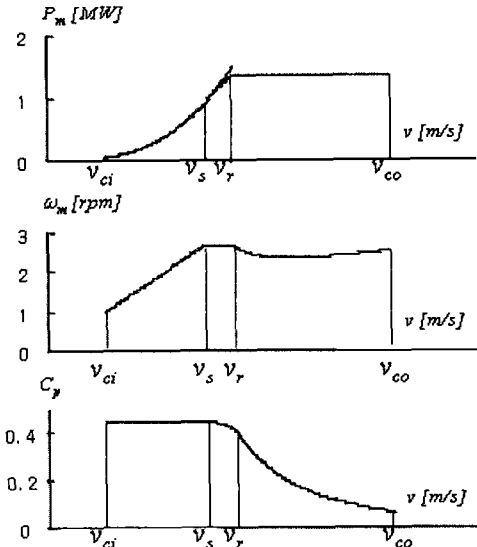 P_m [MW]
2
1
0
v [m/s]
v_ci
v_s
v_r
v_co
ω_m [rpm]
3
2
1
0
v [m/s]
v_ci
v_s
v_r
v_co
C_p
0.4
0.2
0
v [m/s]
v_ci
v_s
v_r
v_co